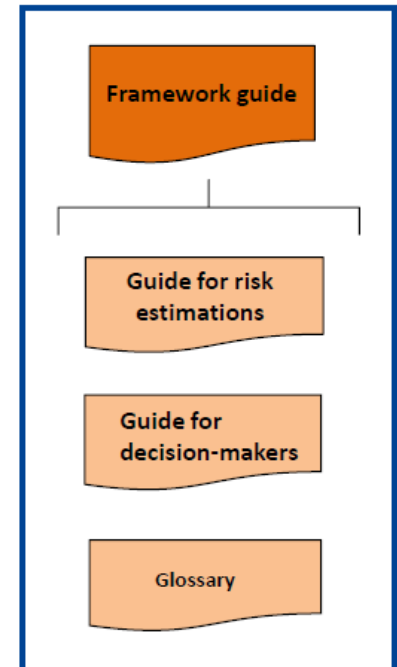 Framework guide
Guide for risk
estimations
Guide for
decision-makers
Glossary